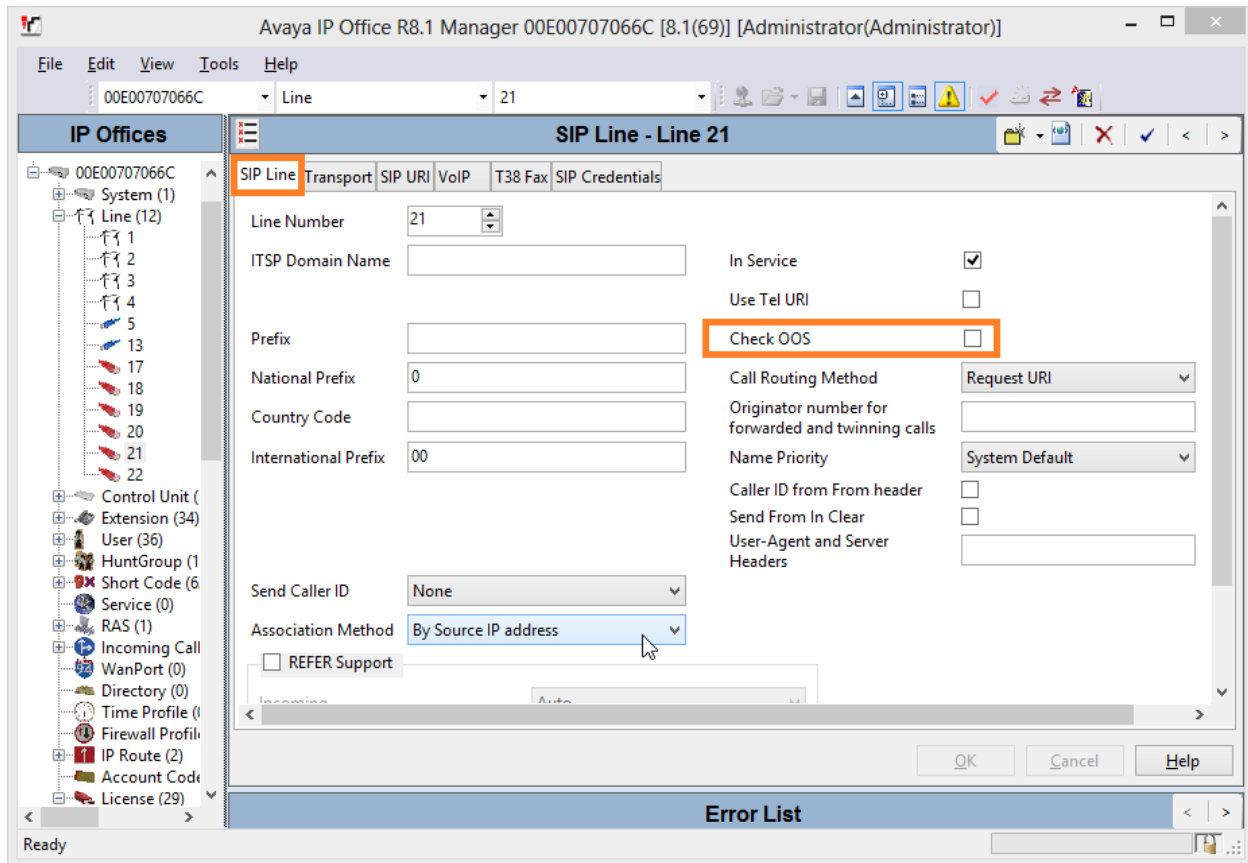 Avaya IP Office R8.1 Manager 00E00707066C [8.1(69)] [Administrator(Administrator)]
File Edit View Tools Help
00E00707066C Line 21
IP Offices
SIP Line - Line 21
00E00707066C
System (1)
Line (12)
1
2
3
4
5
13
17
18
19
20
21
22
Control Unit (
Extension (34)
User (36)
HuntGroup (1
Short Code (6
Service (0)
RAS (1)
Incoming Call
WanPort (0)
Directory (0)
Time Profile (
Firewall Profil
IP Route (2)
Account Code
License (29)
SIP Line Transport SIP URI VoIP T38 Fax SIP Credentials
Line Number 21
ITSP Domain Name
In Service
Use Tel URI
Prefix
Check OOS
National Prefix 0
Call Routing Method Request URI
Country Code
Originator number for
forwarded and twinning calls
International Prefix 00
Name Priority System Default
Caller ID from From header
Send From In Clear
User-Agent and Server
Headers
Send Caller ID None
Association Method By Source IP address
REFER Support
Incoming Auto
OK Cancel Help
Error List
Ready